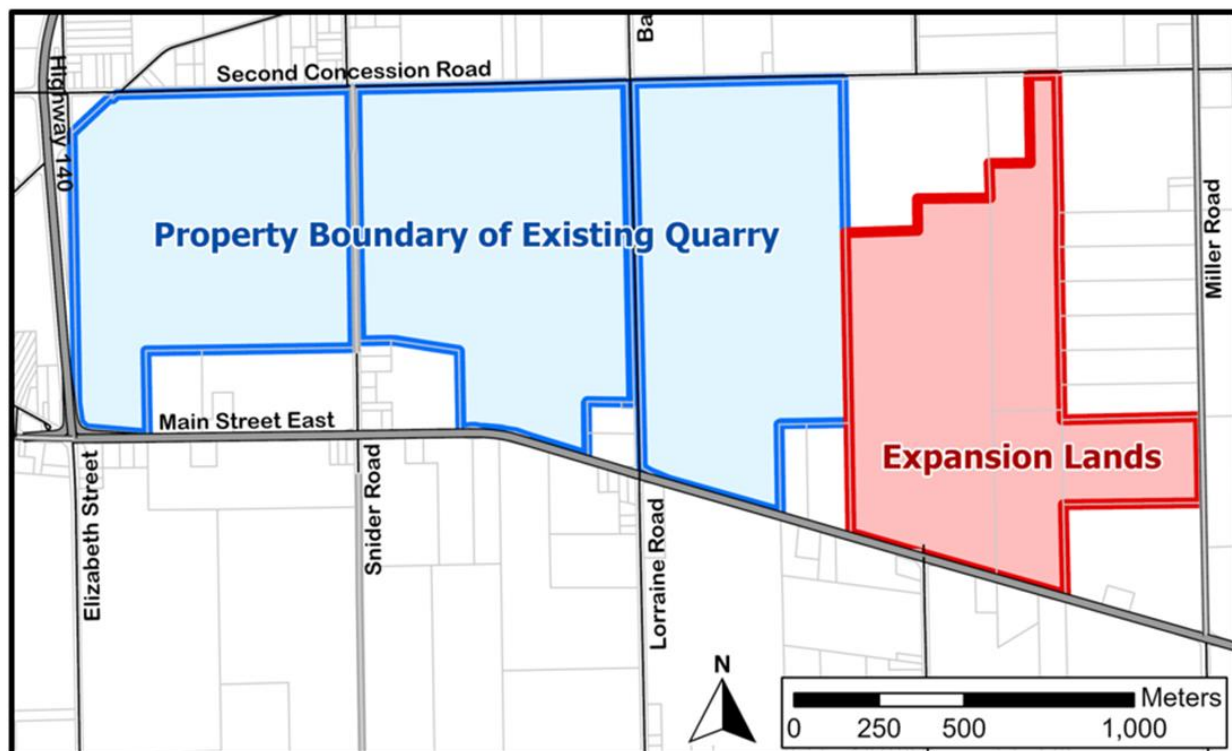 Ba
Second Concession Road
Highway 140
Property Boundary of Existing Quarry
Miller Road
Main Street East
Expansion Lands
Elizabeth Street
Snider Road
Lorraine Road
N
Meters
0 250 500 1,000